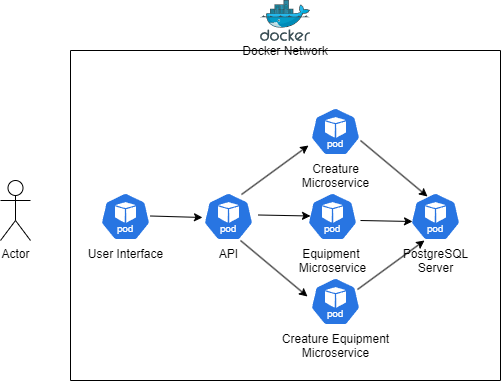 docker
Docker Network
pod
Creature
Microservice
Actor
pod
User Interface
pod
API
pod
Equipment
Microservice
pod
PostgreSQL
Server
pod
Creature Equipment
Microservice